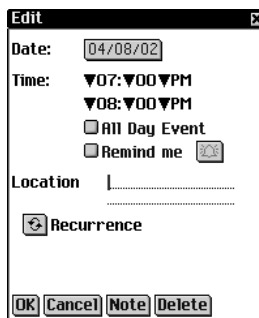 Edit
Date: 04/08/02
Time: ▼07:▼00▼PM
▼08:▼00▼PM
All Day Event
Remind me
Location
Recurrence
OK Cancel Note Delete